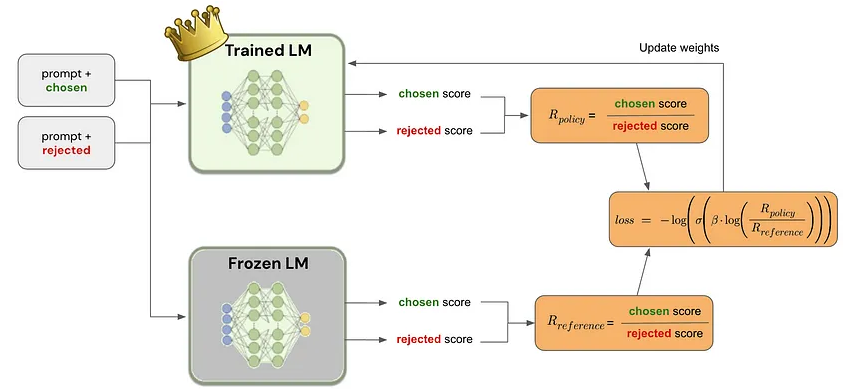 Update weights
Trained LM
prompt +
chosen
prompt +
rejected
chosen score
rejected score
R_policy = chosen score / rejected score
loss = −log(σ(β·log(R_policy / R_reference)))
Frozen LM
chosen score
rejected score
R_reference = chosen score / rejected score